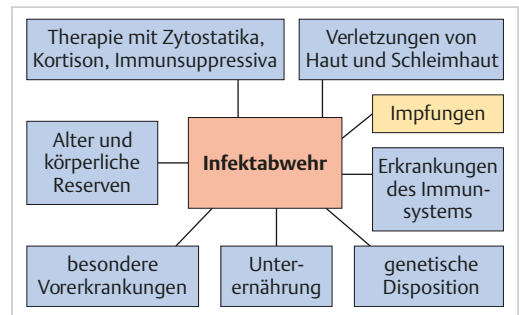 Therapie mit Zytostatika,
Kortison, Immunsuppressiva
Verletzungen von
Haut und Schleimhaut
Impfungen
Alter und
körperliche
Reserven
Infektabwehr
Erkrankungen
des Immun-
systems
besondere
Vorerkrankungen
Unter-
ernährung
genetische
Disposition